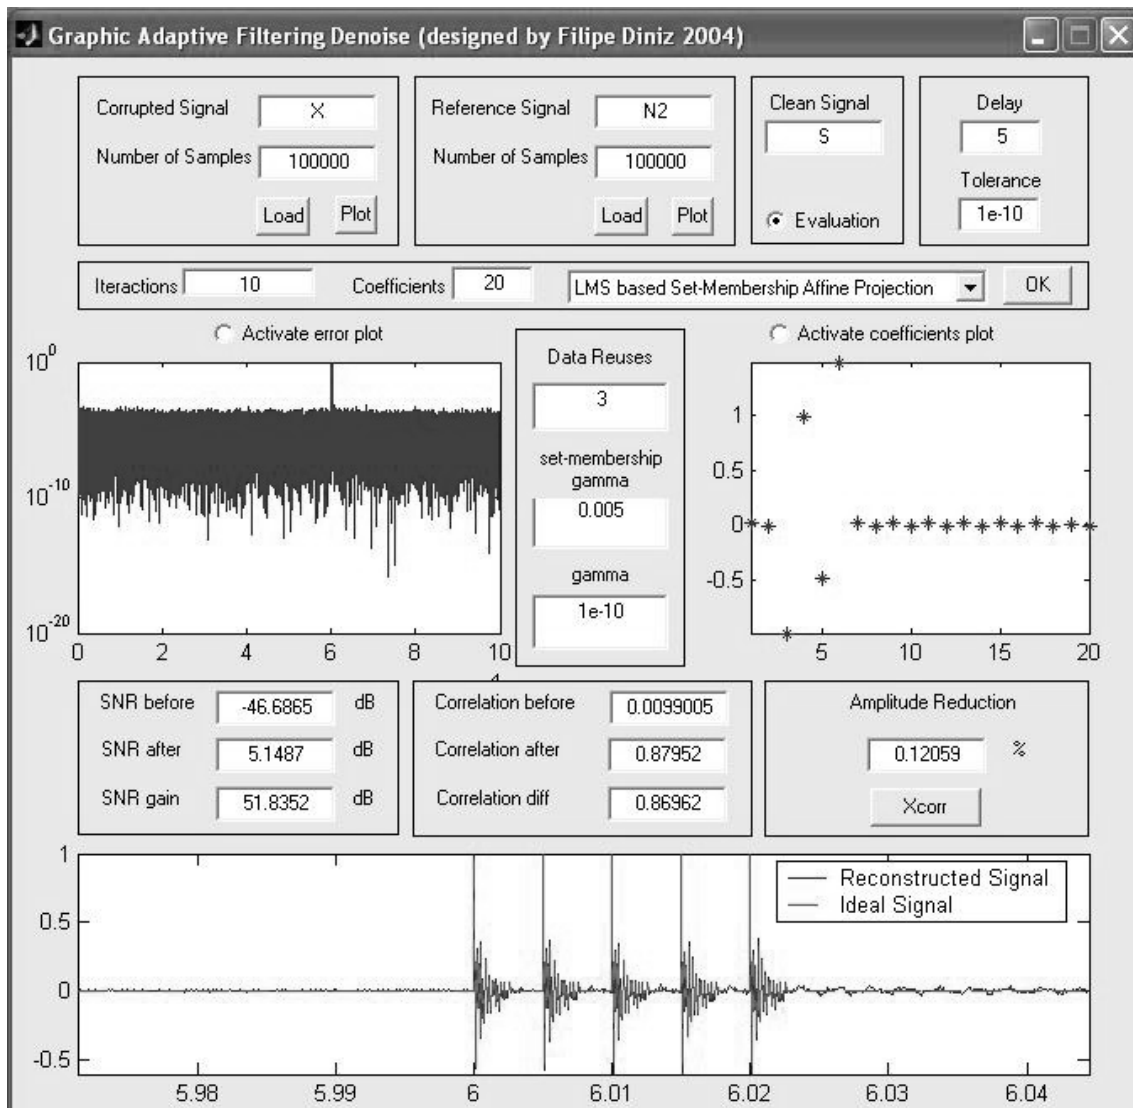 Graphic Adaptive Filtering Denoise (designed by Filipe Diniz 2004)
Corrupted Signal X
Number of Samples 100000
Load Plot
Reference Signal N2
Number of Samples 100000
Load Plot
Clean Signal
S
Evaluation
Delay
5
Tolerance
1e-10
Iteractions 10 Coefficients 20 LMS based Set-Membership Affine Projection OK
Activate error plot
10^0
10^-10
10^-20
0 2 4 6 8 10
Data Reuses
3
set-membership
gamma
0.005
gamma
1e-10
Activate coefficients plot
1
0.5
0
-0.5
5 10 15 20
SNR before -46.6865 dB
SNR after 5.1487 dB
SNR gain 51.8352 dB
Correlation before 0.0099005
Correlation after 0.87952
Correlation diff 0.86962
Amplitude Reduction
0.12059 %
Xcorr
1
0.5
0
-0.5
Reconstructed Signal
Ideal Signal
5.98 5.99 6 6.01 6.02 6.03 6.04